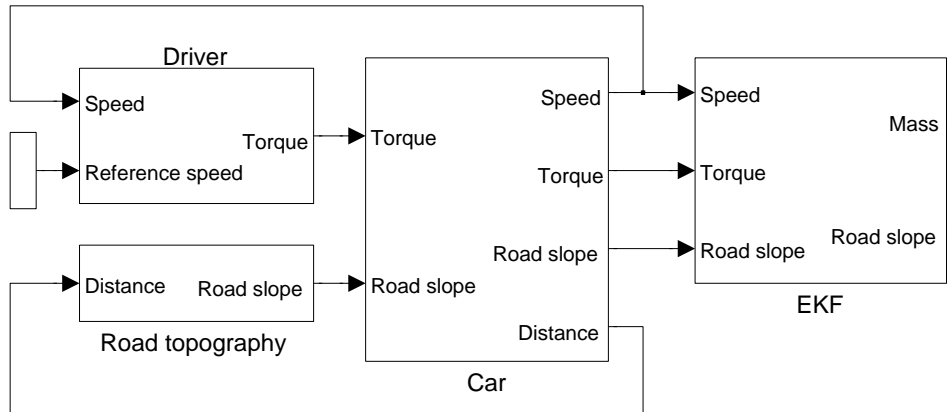 Driver
Speed
Torque
Reference speed
Distance
Road slope
Road topography
Torque
Road slope
Speed
Torque
Road slope
Distance
Car
Speed
Torque
Road slope
Mass
Road slope
EKF